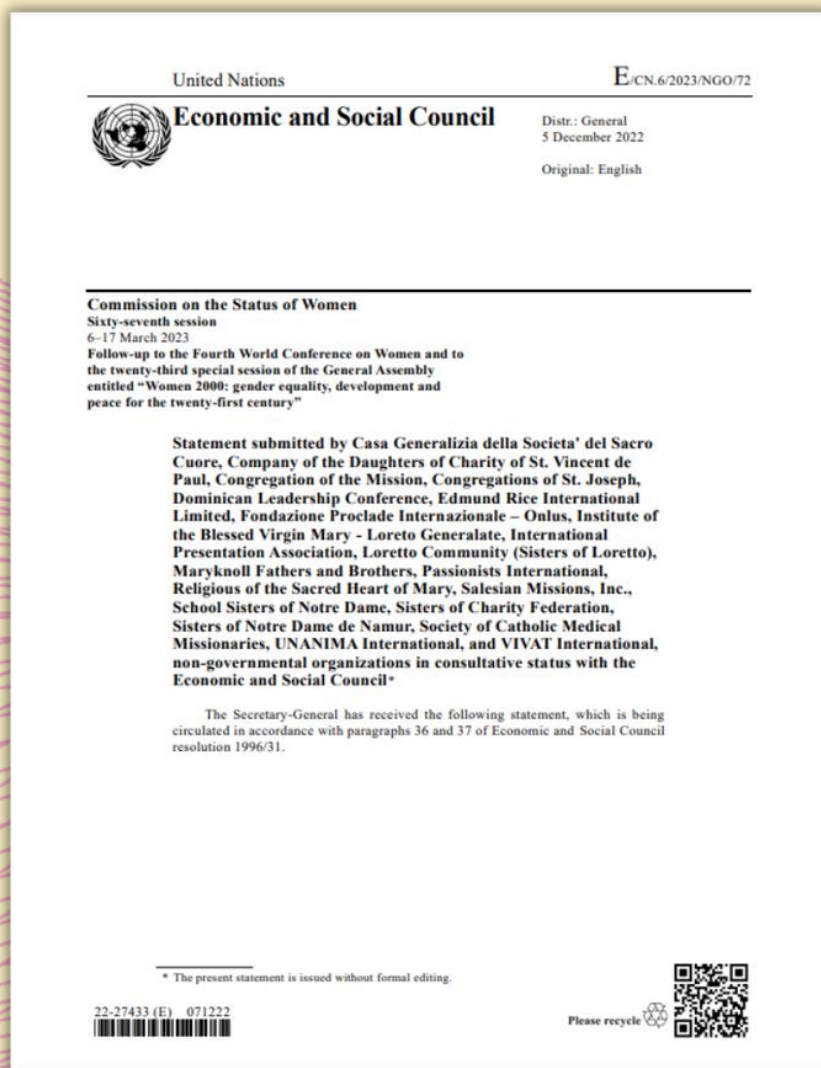 United Nations
E/CN.6/2023/NGO/72
Economic and Social Council
Distr.: General
5 December 2022
Original: English
Commission on the Status of Women
Sixty-seventh session
6–17 March 2023
Follow-up to the Fourth World Conference on Women and to
the twenty-third special session of the General Assembly
entitled “Women 2000: gender equality, development and
peace for the twenty-first century”
Statement submitted by Casa Generalizia della Societa’ del Sacro
Cuore, Company of the Daughters of Charity of St. Vincent de
Paul, Congregation of the Mission, Congregations of St. Joseph,
Dominican Leadership Conference, Edmund Rice International
Limited, Fondazione Proclade Internazionale – Onlus, Institute of
the Blessed Virgin Mary - Loreto Generalate, International
Presentation Association, Loretto Community (Sisters of Loretto),
Maryknoll Fathers and Brothers, Passionists International,
Religious of the Sacred Heart of Mary, Salesian Missions, Inc.,
School Sisters of Notre Dame, Sisters of Charity Federation,
Sisters of Notre Dame de Namur, Society of Catholic Medical
Missionaries, UNANIMA International, and VIVAT International,
non-governmental organizations in consultative status with the
Economic and Social Council*
The Secretary-General has received the following statement, which is being
circulated in accordance with paragraphs 36 and 37 of Economic and Social Council
resolution 1996/31.
* The present statement is issued without formal editing.
22-27433 (E) 071222
Please recycle